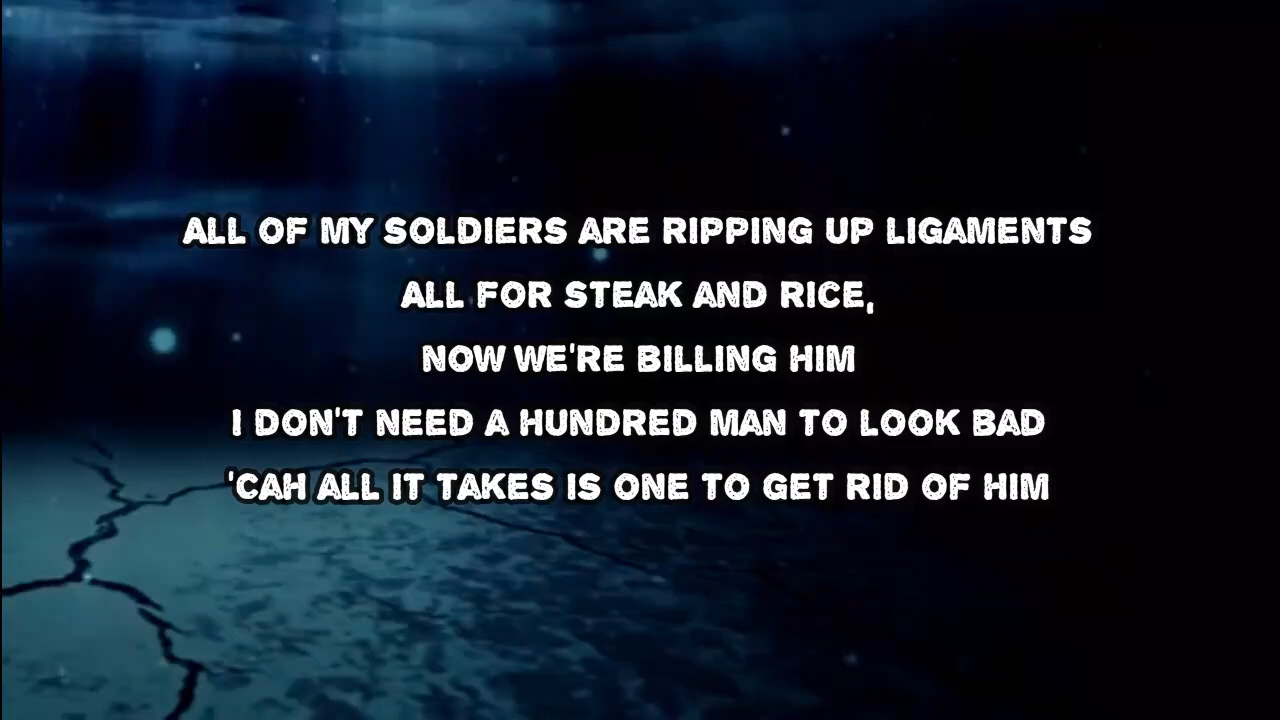 ALL OF MY SOLDIERS ARE RIPPING UP LIGAMENTS
ALL FOR STEAK AND RICE,
NOW WE'RE BILLING HIM
I DON'T NEED A HUNDRED MAN TO LOOK BAD
'CAH ALL IT TAKES IS ONE TO GET RID OF HIM